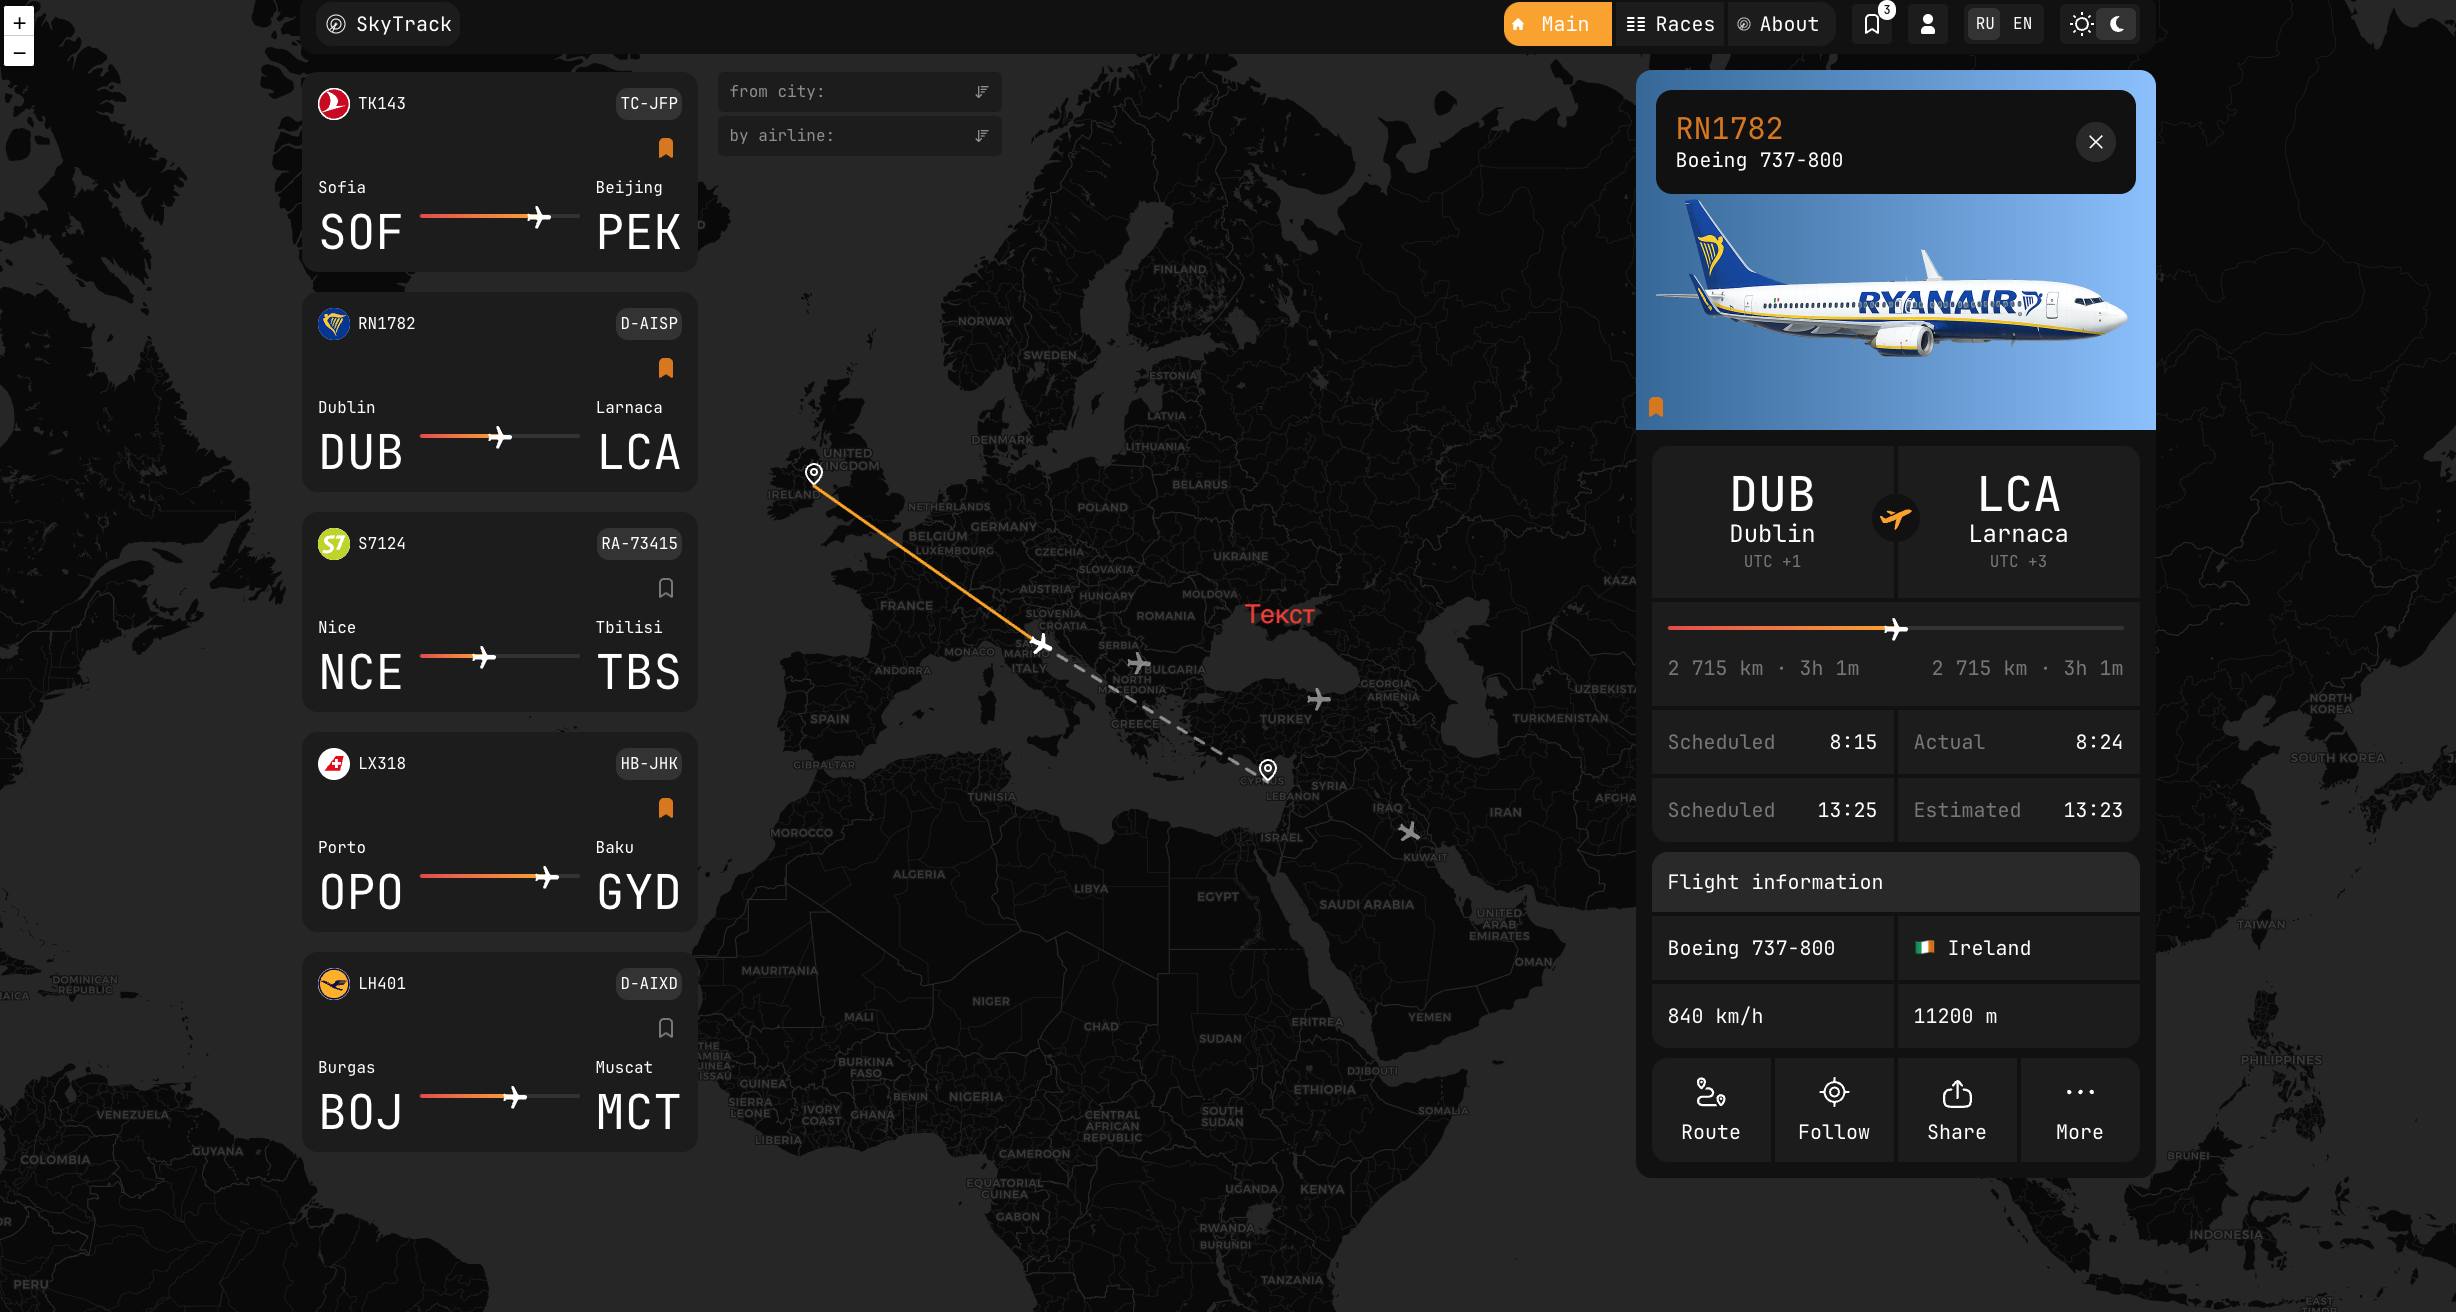 +
−
SkyTrack
Main
Races
About
3
RU
EN
TK143
TC-JFP
Sofia
Beijing
SOF
PEK
RN1782
D-AISP
Dublin
Larnaca
DUB
LCA
S7
S7124
RA-73415
Nice
Tbilisi
NCE
TBS
LX318
HB-JHK
Porto
Baku
OPO
GYD
LH401
D-AIXD
Burgas
Muscat
BOJ
MCT
from city:
by airline:
FINLAND
NORWAY
SWEDEN
ESTONIA
LATVIA
DENMARK
LITHUANIA
UNITED
KINGDOM
IRELAND
BELARUS
NETHERLANDS
POLAND
GERMANY
BELGIUM
LUXEMBOURG
CZECHIA
UKRAINE
SLOVAKIA
AUSTRIA
HUNGARY
MOLDOVA
FRANCE
SLOVENIA
CROATIA
ROMANIA
Текст
SERBIA
MONACO
ITALY
ANDORRA
BULGARIA
NORTH
MACEDONIA
GEORGIA
ARMENIA
SPAIN
GREECE
TURKEY
TURKMENISTAN
GIBRALTAR
CYPRUS
SYRIA
LEBANON
TUNISIA
IRAQ
IRAN
MOROCCO
ISRAEL
KUWAIT
ALGERIA
LIBYA
EGYPT
SAUDI ARABIA
UNITED
ARAB
EMIRATES
OMAN
MAURITANIA
NIGER
MALI
CHAD
SUDAN
ERITREA
YEMEN
BURKINA
FASO
DJIBOUTI
GUINEA
BENIN
NIGERIA
ETHIOPIA
SIERRA
LEONE
IVORY
COAST
GHANA
CENTRAL
AFRICAN
REPUBLIC
SOUTH
SUDAN
SOMALIA
LIBERIA
CAMEROON
EQUATORIAL
GUINEA
UGANDA
KENYA
GABON
RWANDA
BURUNDI
TANZANIA
DOMINICAN
REPUBLIC
VENEZUELA
GUYANA
COLOMBIA
PERU
NORTH
KOREA
SOUTH KOREA
TAIWAN
PHILIPPINES
BRUNEI
INDONESIA
EAST
TIMOR
RN1782
Boeing 737-800
RYANAIR
DUB
Dublin
UTC +1
LCA
Larnaca
UTC +3
2 715 km · 3h 1m
2 715 km · 3h 1m
Scheduled 8:15
Actual 8:24
Scheduled 13:25
Estimated 13:23
Flight information
Boeing 737-800
Ireland
840 km/h
11200 m
Route
Follow
Share
More